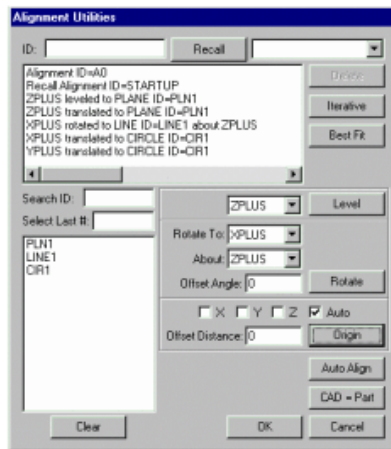 Alignment Utilities
ID: Recall
Alignment ID=A0
Recall Alignment ID=STARTUP
ZPLUS leveled to PLANE ID=PLN1
ZPLUS translated to PLANE ID=PLN1
XPLUS rotated to LINE ID=LINE1 about ZPLUS
XPLUS translated to CIRCLE ID=CIR1
YPLUS translated to CIRCLE ID=CIR1
Delete
Iterative
Best Fit
Search ID:
Select Last #:
PLN1
LINE1
CIR1
ZPLUS Level
Rotate To: XPLUS
About: ZPLUS
Offset Angle: 0 Rotate
X Y Z Auto
Offset Distance: 0 Origin
Auto Align
CAD = Part
Clear OK Cancel